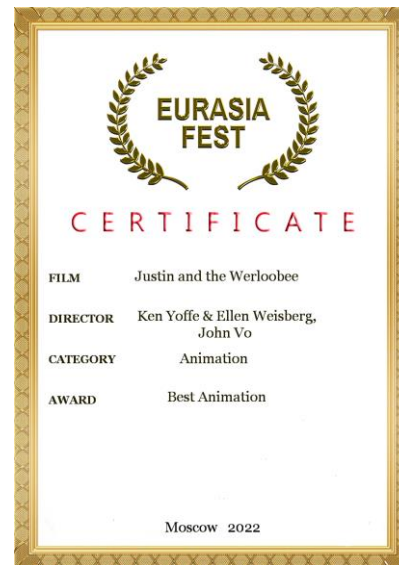 EURASIA
FEST
CERTIFICATE
FILM Justin and the Werloobee
DIRECTOR Ken Yoffe & Ellen Weisberg,
John Vo
CATEGORY Animation
AWARD Best Animation
Moscow 2022